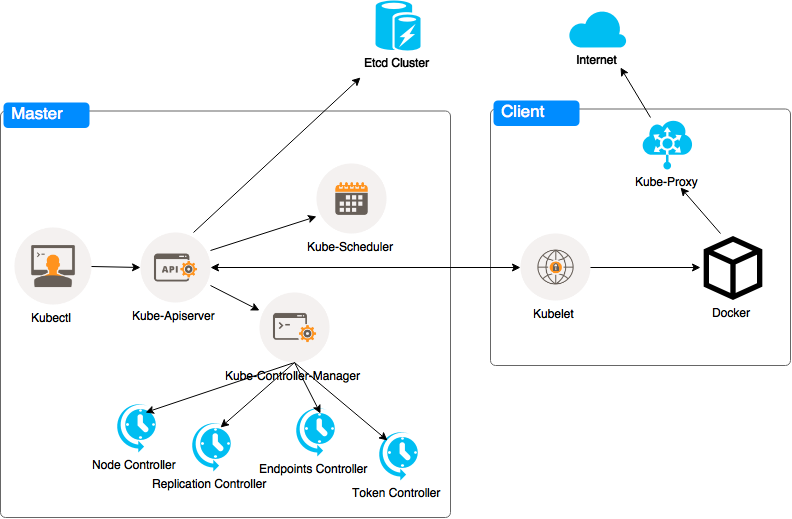 Etcd Cluster
Internet
Master
Client
>_
Kube-Proxy
Kube-Scheduler
Kubectl
API
Kube-Apiserver
Kubelet
Docker
>-
Kube-Controller-Manager
Node Controller
Replication Controller
Endpoints Controller
Token Controller